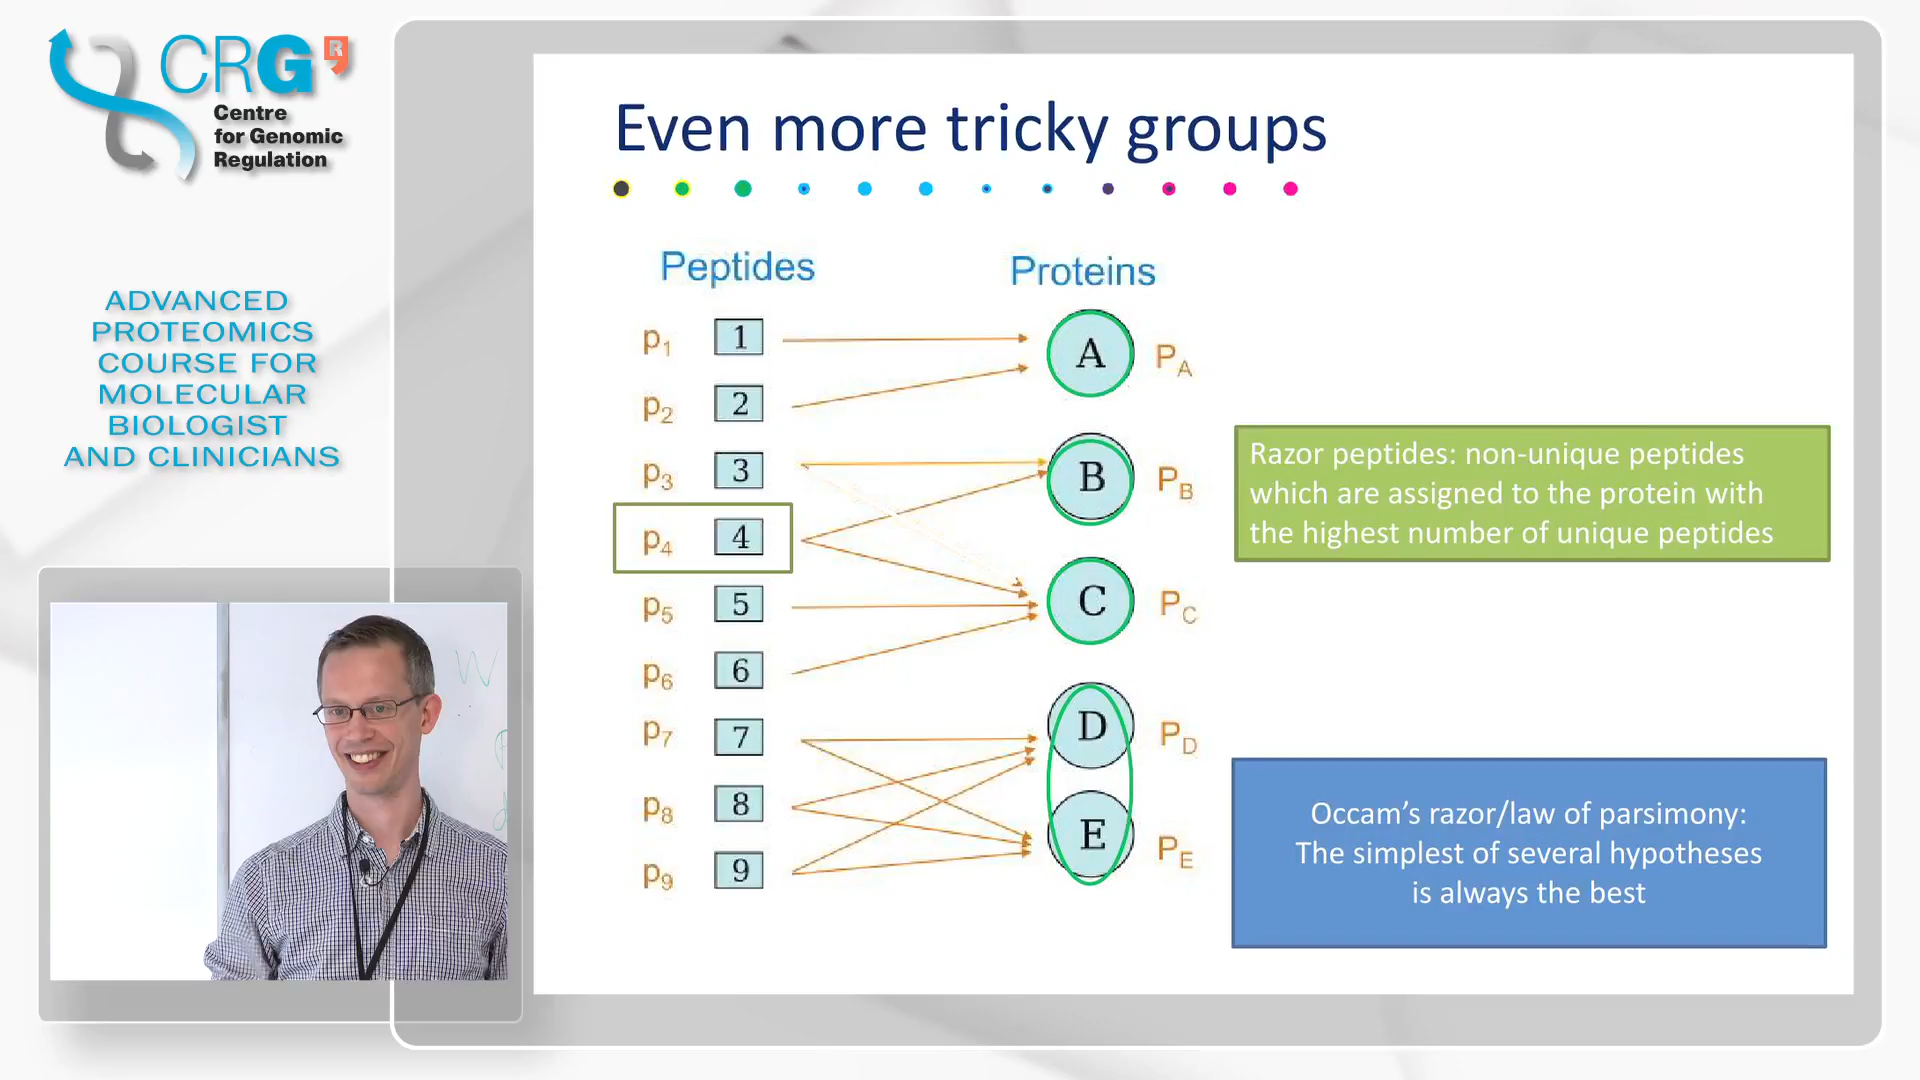 CRG
R
Centre
for Genomic
Regulation
ADVANCED
PROTEOMICS
COURSE FOR
MOLECULAR
BIOLOGIST
AND CLINICIANS
Even more tricky groups
Peptides
Proteins
p1 1
p2 2
p3 3
p4 4
p5 5
p6 6
p7 7
p8 8
p9 9
A PA
B PB
C PC
D PD
E PE
Razor peptides: non-unique peptides
which are assigned to the protein with
the highest number of unique peptides
Occam’s razor/law of parsimony:
The simplest of several hypotheses
is always the best
W